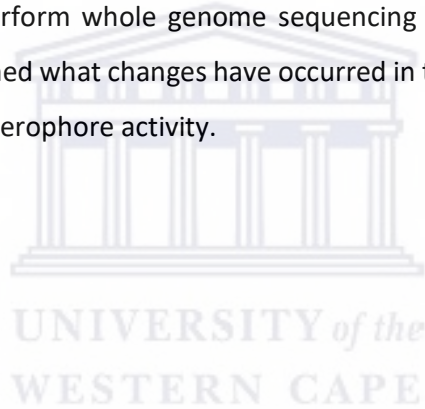 rform whole genome sequencing
ned what changes have occurred in t
erophore activity.
UNIVERSITY of the
WESTERN CAPE